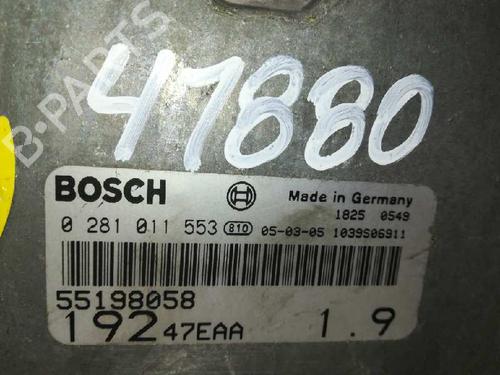 B-PARTS
47880
BOSCH
Made in Germany
1825 0549
0 281 011 553 810 05-03-05 1039S06911
55198058
192 47EAA 1.9